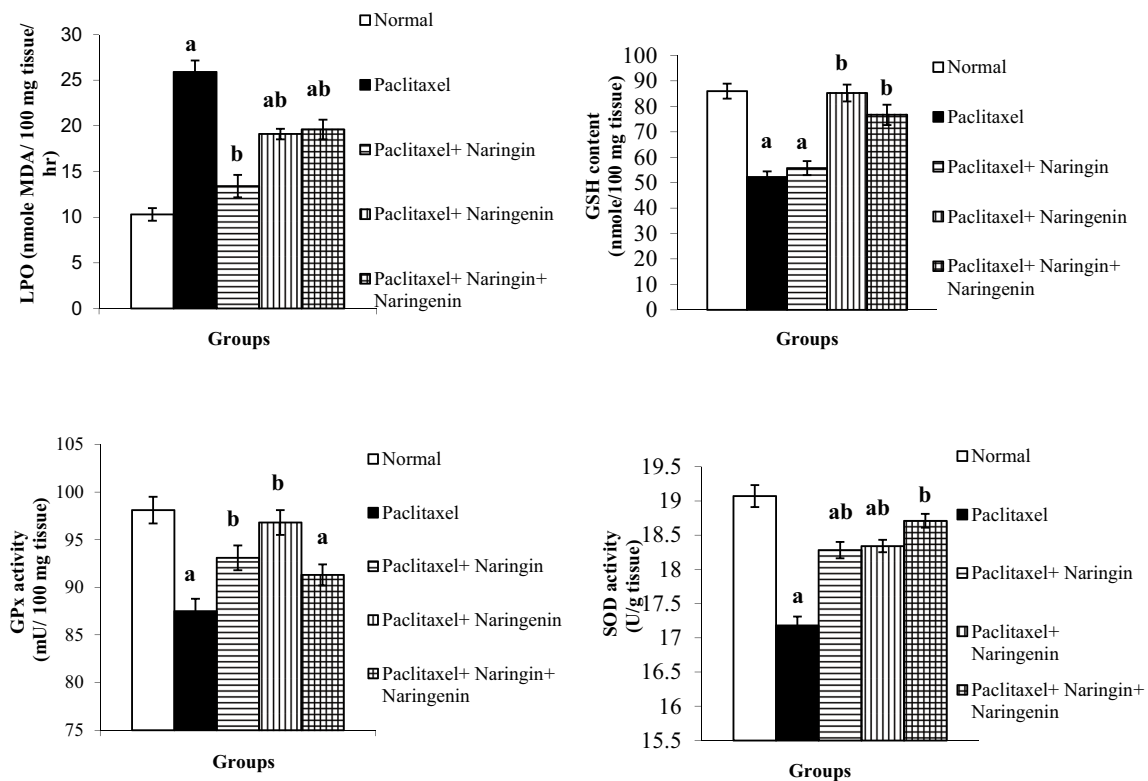 LPO (nmole MDA/ 100 mg tissue/
hr)
30
25
20
15
10
5
0
a
b
ab
ab
Groups
Normal
Paclitaxel
Paclitaxel+ Naringin
Paclitaxel+ Naringenin
Paclitaxel+ Naringin+
Naringenin
GSH content
(nmole/100 mg tissue)
100
90
80
70
60
50
40
30
20
10
0
a
a
b
b
Groups
Normal
Paclitaxel
Paclitaxel+ Naringin
Paclitaxel+ Naringenin
Paclitaxel+ Naringin+
Naringenin
GPx activity
(mU/ 100 mg tissue)
105
100
95
90
85
80
75
a
b
b
a
Groups
Normal
Paclitaxel
Paclitaxel+ Naringin
Paclitaxel+ Naringenin
Paclitaxel+ Naringin+
Naringenin
SOD activity
(U/g tissue)
19.5
19
18.5
18
17.5
17
16.5
16
15.5
a
ab
ab
b
Groups
Normal
Paclitaxel
Paclitaxel+ Naringin
Paclitaxel+
Naringenin
Paclitaxel+ Naringin+
Naringenin